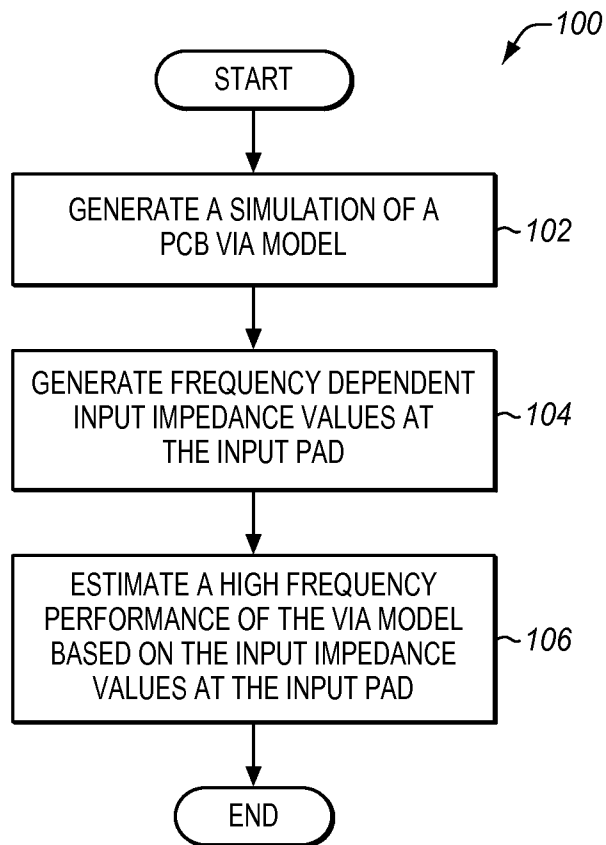 100
START
GENERATE A SIMULATION OF A
PCB VIA MODEL
102
GENERATE FREQUENCY DEPENDENT
INPUT IMPEDANCE VALUES AT
THE INPUT PAD
104
ESTIMATE A HIGH FREQUENCY
PERFORMANCE OF THE VIA MODEL
BASED ON THE INPUT IMPEDANCE
VALUES AT THE INPUT PAD
106
END